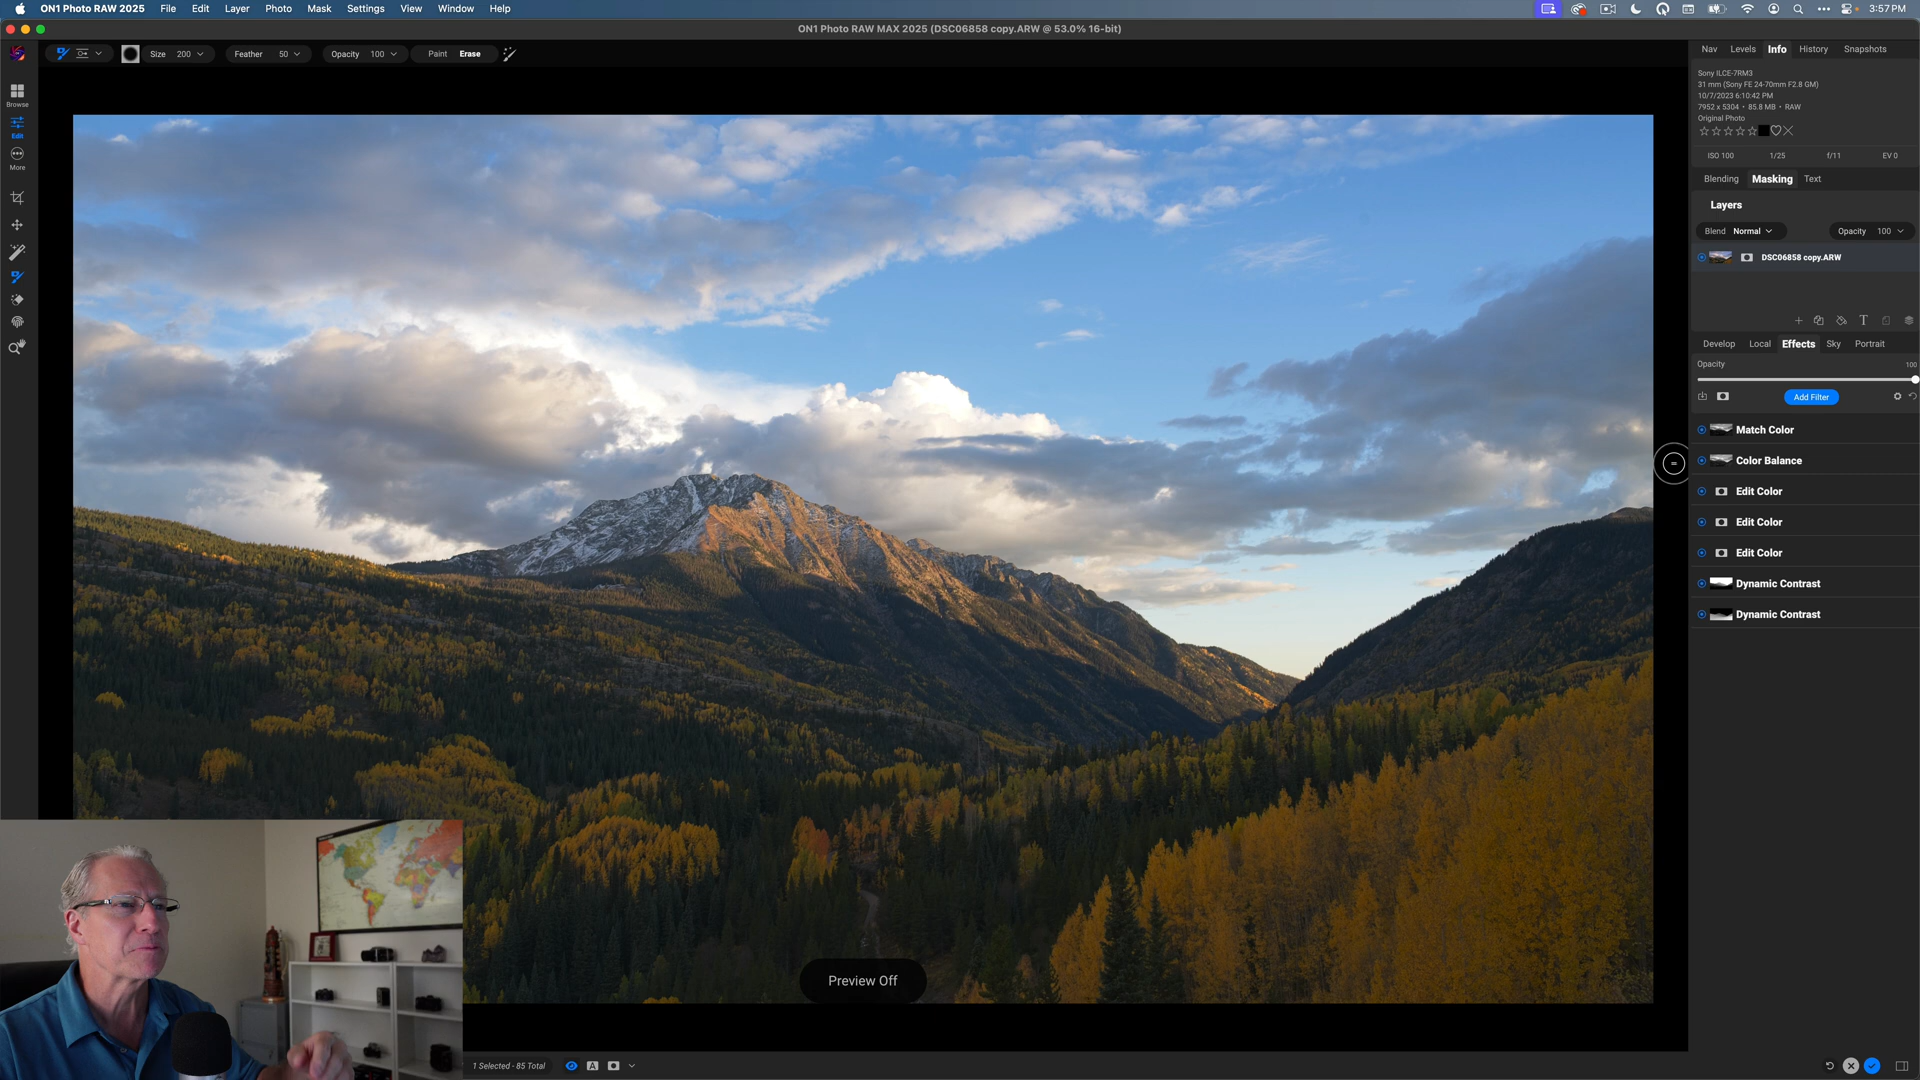 ON1 Photo RAW 2025 File Edit Layer Photo Mask Settings View Window Help 3:57 PM
ON1 Photo RAW MAX 2025 (DSC06858 copy.ARW @ 53.0% 16-bit)
Size 200 Feather 50 Opacity 100 Paint Erase
Browse
Edit
More
Nav Levels Info History Snapshots
Sony ILCE-7RM3
31 mm (Sony FE 24-70mm F2.8 GM)
10/7/2023 6:10:42 PM
7952 x 5304 • 85.8 MB • RAW
Original Photo
ISO 100 1/25 f/11 EV 0
Blending Masking Text
Layers
Blend Normal Opacity 100
DSC06858 copy.ARW
T
Develop Local Effects Sky Portrait
Opacity 100
Add Filter
Match Color
Color Balance
Edit Color
Edit Color
Edit Color
Dynamic Contrast
Dynamic Contrast
Preview Off
1 Selected - 85 Total A